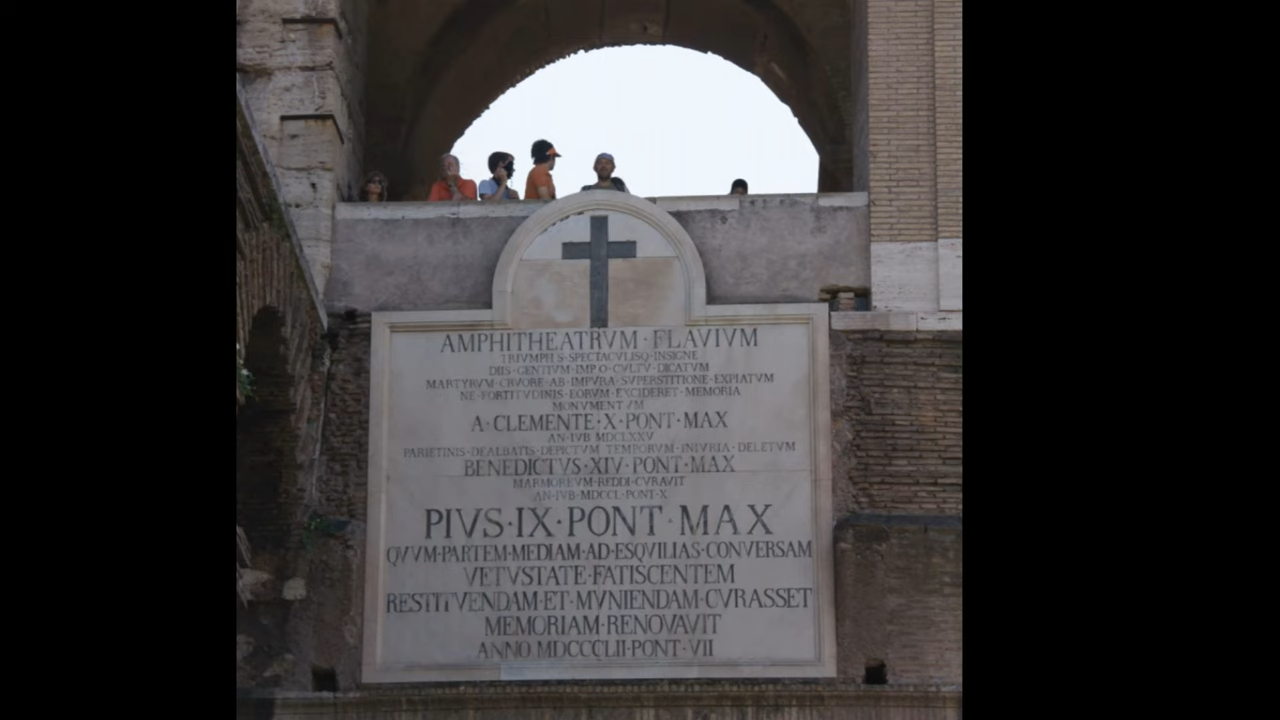 AMPHITHEATRVM · FLAVIVM
TRIVMPHIS · SPECTACVLISQ · INSIGNE
DIIS · GENTIVM · IMPIO · CVLTV · DICATVM
MARTYRVM · CRVORE · AB · IMPVRA · SVPERSTITIONE · EXPIATVM
NE · FORTITVDINIS · EORVM · EXCIDERET · MEMORIA
MONVMENTVM
A · CLEMENTE · X · PONT · MAX
AN · IVB · MDCLXXV
PARIETINIS · DEALBATIS · DEPICTVM · TEMPORVM · INIVRIA · DELETVM
BENEDICTVS · XIV · PONT · MAX
MARMOREVM · REDDI · CVRAVIT
AN · IVB · MDCCL · PONT · X
PIVS · IX · PONT · MAX
QVVM · PARTEM · MEDIAM · AD · ESQVILIAS · CONVERSAM
VETVSTATE · FATISCENTEM
RESTITVENDAM · ET · MVNIENDAM · CVRASSET
MEMORIAM · RENOVAVIT
ANNO · MDCCCLII · PONT · VII